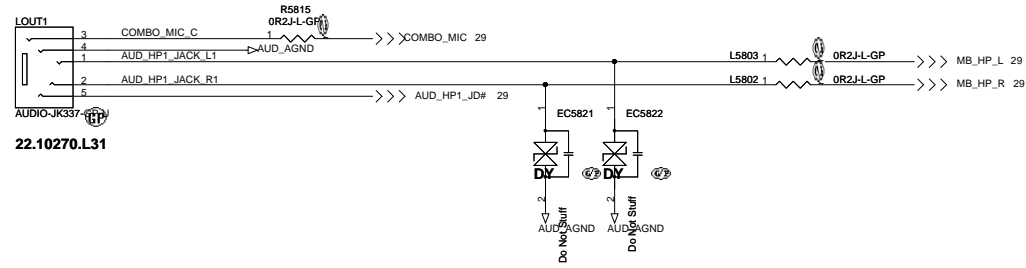 LOUT1
R5815
0R2J-L-GP
3 COMBO_MIC_C 1 COMBO_MIC 29
4 AUD_AGND
1 AUD_HP1_JACK_L1 L5803 1 0R2J-L-GP MB_HP_L 29
2 AUD_HP1_JACK_R1 L5802 1 0R2J-L-GP MB_HP_R 29
5 AUD_HP1_JD# 29
AUDIO-JK337-
GP
22.10270.L31
1 EC5821 1 EC5822
DY DY
2 2
AUD_AGND AUD_AGND
Do Not Stuff Do Not Stuff